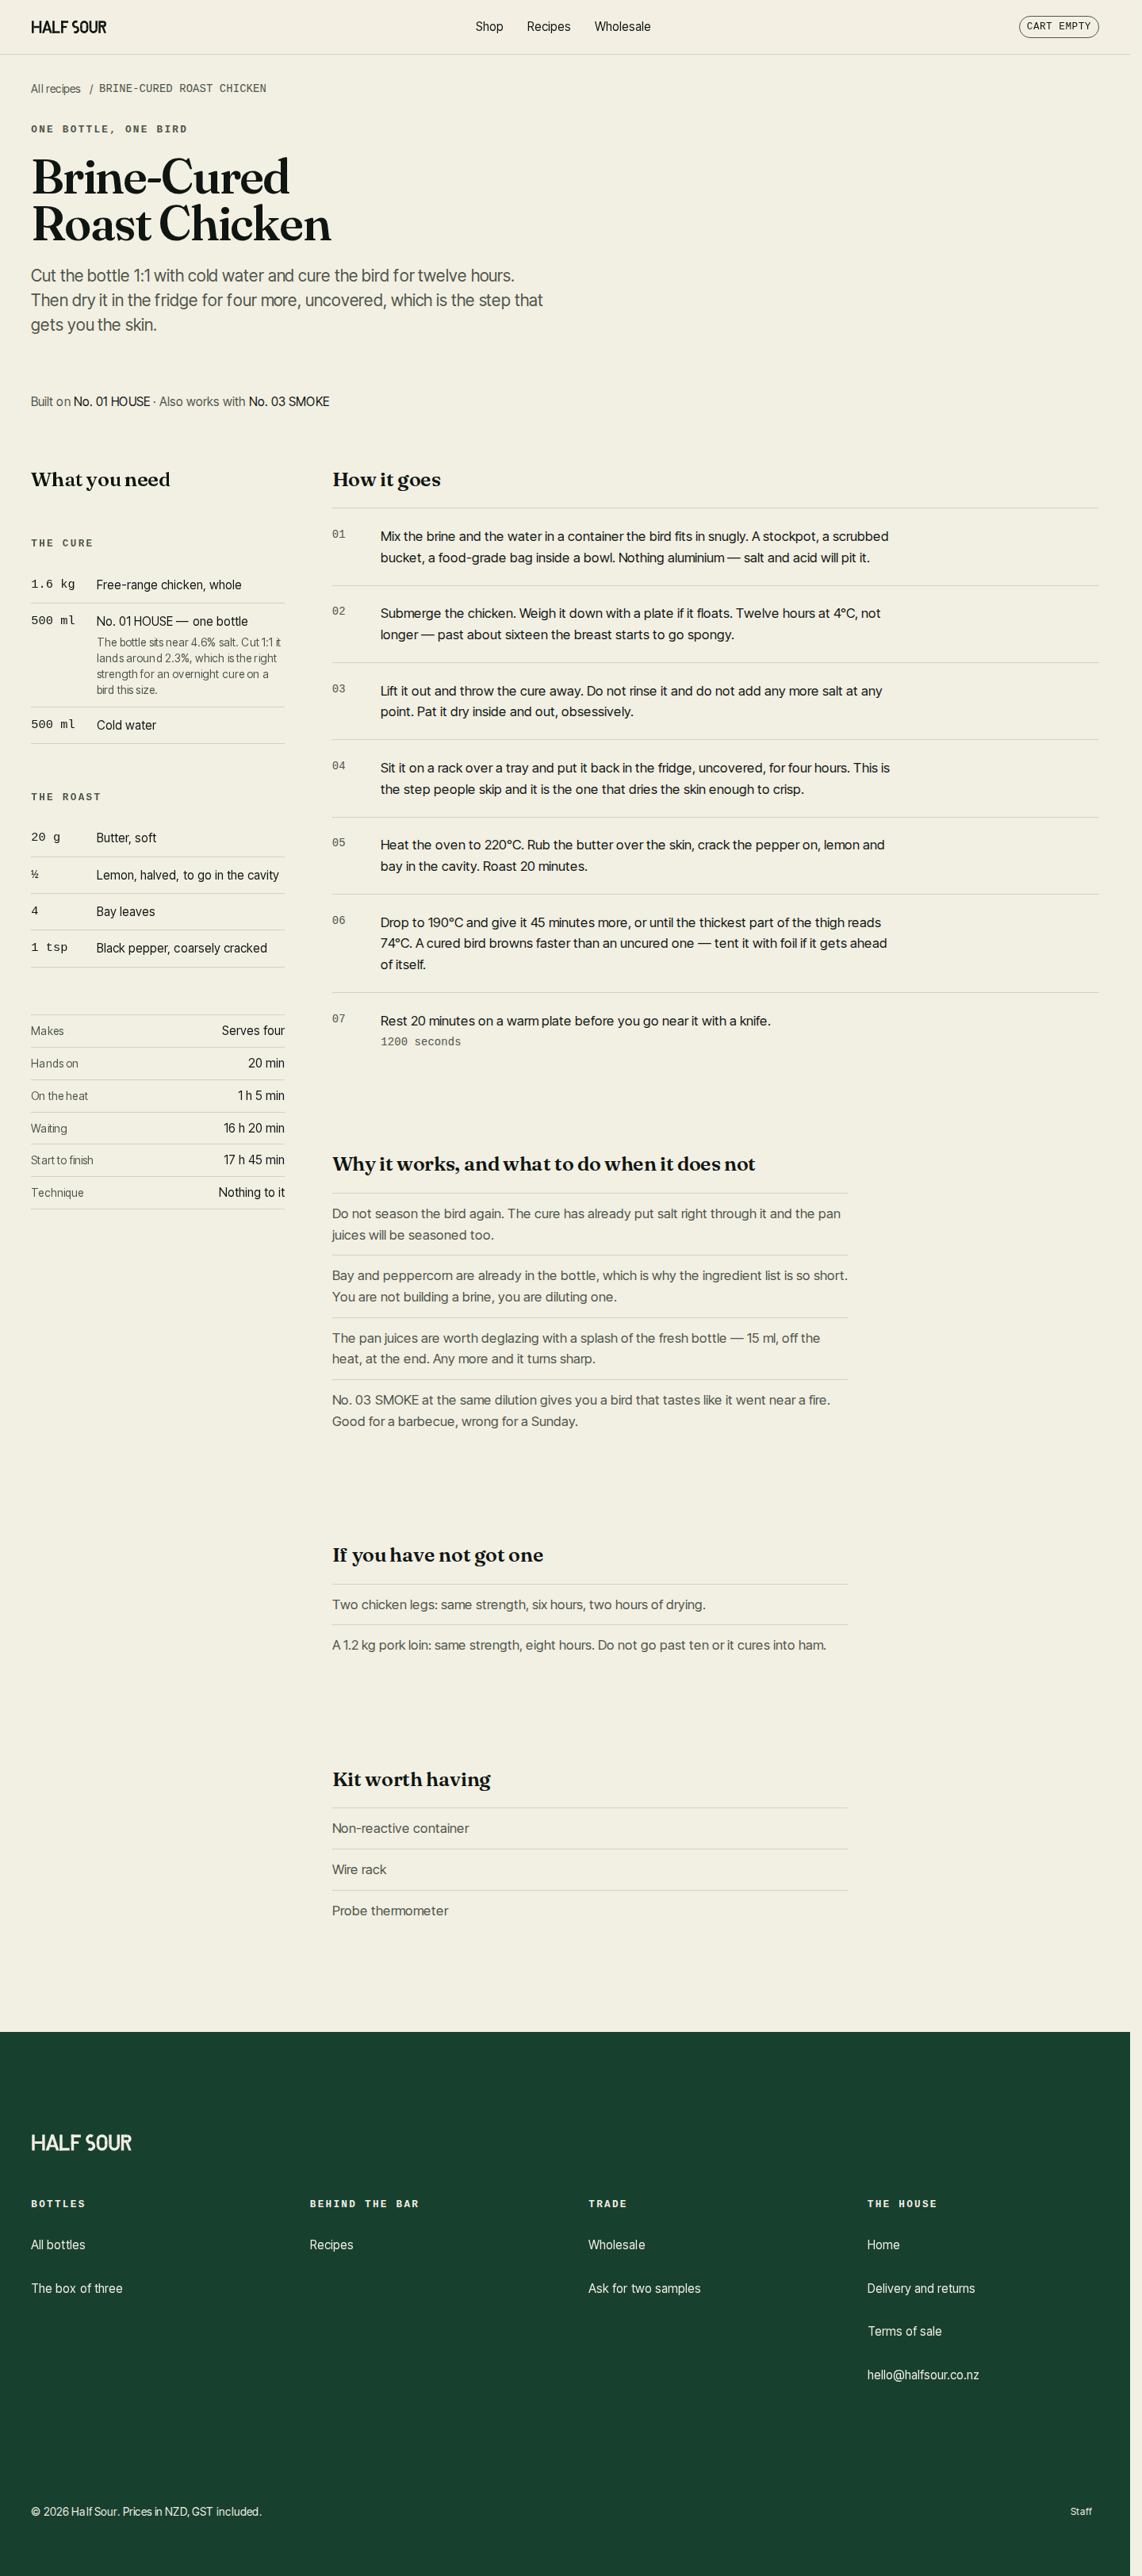 HALF SOUR
Shop Recipes Wholesale
CART EMPTY
All recipes / BRINE-CURED ROAST CHICKEN
ONE BOTTLE, ONE BIRD
Brine-Cured
Roast Chicken
Cut the bottle 1:1 with cold water and cure the bird for twelve hours.
Then dry it in the fridge for four more, uncovered, which is the step that
gets you the skin.
Built on No. 01 HOUSE · Also works with No. 03 SMOKE
What you need
THE CURE
1.6 kg Free-range chicken, whole
500 ml No. 01 HOUSE — one bottle
The bottle sits near 4.6% salt. Cut 1:1 it
lands around 2.3%, which is the right
strength for an overnight cure on a
bird this size.
500 ml Cold water
THE ROAST
20 g Butter, soft
½ Lemon, halved, to go in the cavity
4 Bay leaves
1 tsp Black pepper, coarsely cracked
Makes Serves four
Hands on 20 min
On the heat 1 h 5 min
Waiting 16 h 20 min
Start to finish 17 h 45 min
Technique Nothing to it
How it goes
01 Mix the brine and the water in a container the bird fits in snugly. A stockpot, a scrubbed
bucket, a food-grade bag inside a bowl. Nothing aluminium — salt and acid will pit it.
02 Submerge the chicken. Weigh it down with a plate if it floats. Twelve hours at 4°C, not
longer — past about sixteen the breast starts to go spongy.
03 Lift it out and throw the cure away. Do not rinse it and do not add any more salt at any
point. Pat it dry inside and out, obsessively.
04 Sit it on a rack over a tray and put it back in the fridge, uncovered, for four hours. This is
the step people skip and it is the one that dries the skin enough to crisp.
05 Heat the oven to 220°C. Rub the butter over the skin, crack the pepper on, lemon and
bay in the cavity. Roast 20 minutes.
06 Drop to 190°C and give it 45 minutes more, or until the thickest part of the thigh reads
74°C. A cured bird browns faster than an uncured one — tent it with foil if it gets ahead
of itself.
07 Rest 20 minutes on a warm plate before you go near it with a knife.
1200 seconds
Why it works, and what to do when it does not
Do not season the bird again. The cure has already put salt right through it and the pan
juices will be seasoned too.
Bay and peppercorn are already in the bottle, which is why the ingredient list is so short.
You are not building a brine, you are diluting one.
The pan juices are worth deglazing with a splash of the fresh bottle — 15 ml, off the
heat, at the end. Any more and it turns sharp.
No. 03 SMOKE at the same dilution gives you a bird that tastes like it went near a fire.
Good for a barbecue, wrong for a Sunday.
If you have not got one
Two chicken legs: same strength, six hours, two hours of drying.
A 1.2 kg pork loin: same strength, eight hours. Do not go past ten or it cures into ham.
Kit worth having
Non-reactive container
Wire rack
Probe thermometer
HALF SOUR
BOTTLES
All bottles
The box of three
BEHIND THE BAR
Recipes
TRADE
Wholesale
Ask for two samples
THE HOUSE
Home
Delivery and returns
Terms of sale
hello@halfsour.co.nz
© 2026 Half Sour. Prices in NZD, GST included.
Staff